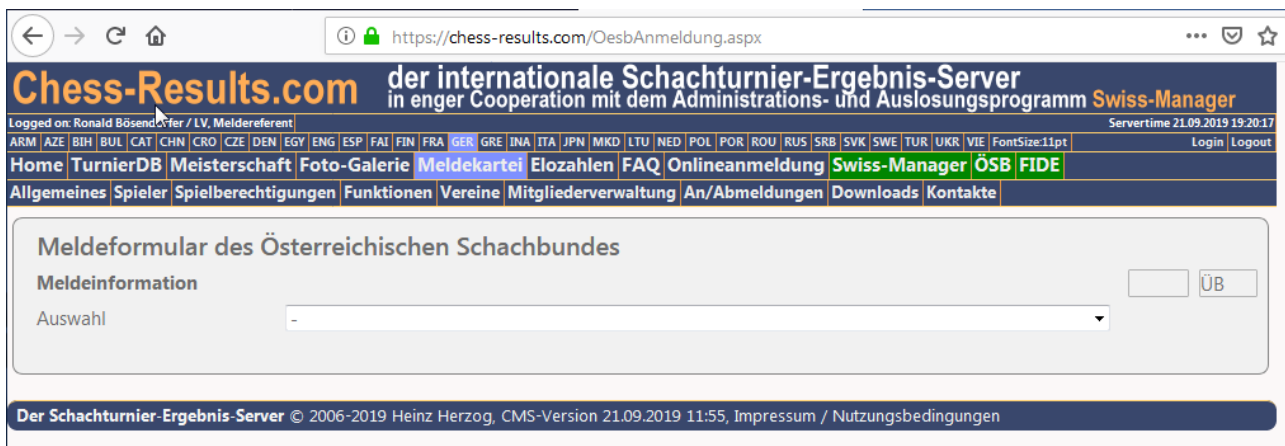 https://chess-results.com/OesbAnmeldung.aspx
Chess-Results.com
der internationale Schachturnier-Ergebnis-Server
in enger Cooperation mit dem Administrations- und Auslosungsprogramm Swiss-Manager
Logged on: Ronald Bösendorfer / LV, Meldereferent
Servertime 21.09.2019 19:20:17
ARM AZE BIH BUL CAT CHN CRO CZE DEN EGY ENG ESP FAI FIN FRA GER GRE INA ITA JPN MKD LTU NED POL POR ROU RUS SRB SVK SWE TUR UKR VIE FontSize:11pt Login Logout
Home TurnierDB Meisterschaft Foto-Galerie Meldekartei Elozahlen FAQ Onlineanmeldung Swiss-Manager ÖSB FIDE
Allgemeines Spieler Spielberechtigungen Funktionen Vereine Mitgliederverwaltung An/Abmeldungen Downloads Kontakte
Meldeformular des Österreichischen Schachbundes
Meldeinformation ÜB
Auswahl -
Der Schachturnier-Ergebnis-Server © 2006-2019 Heinz Herzog, CMS-Version 21.09.2019 11:55, Impressum / Nutzungsbedingungen